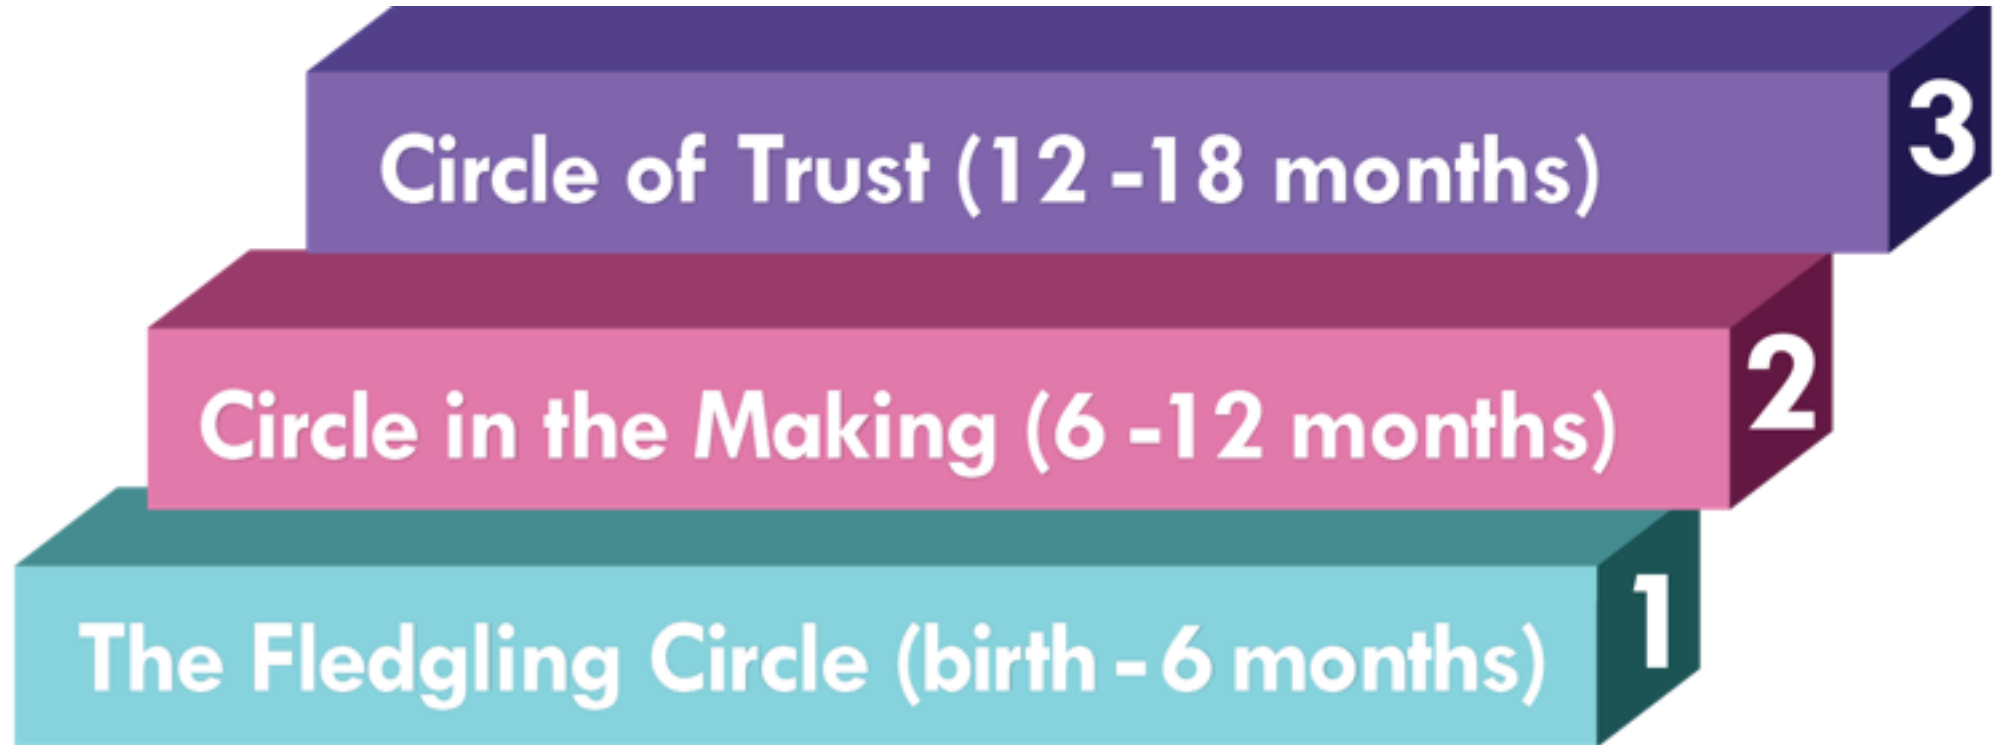 Circle of Trust (12 -18 months) 3
Circle in the Making (6 -12 months) 2
The Fledgling Circle (birth - 6 months) 1